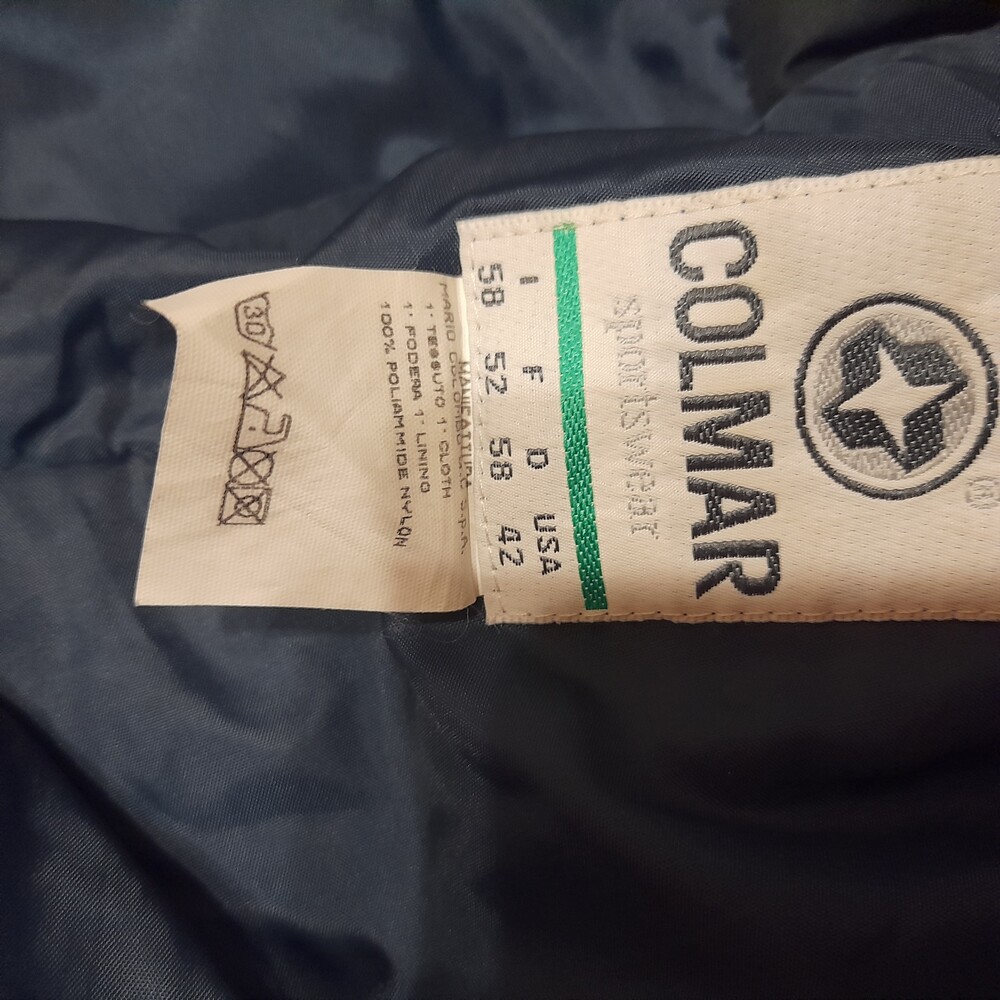 ®
COLMAR
sportswear
I F D USA
58 52 58 42
MANIFATTURA
MARIO COLOMBO S.p.A.
1° TESSUTO 1° CLOTH
1° FODERA 1° LINING
100% POLIAMMIDE NYLON
30